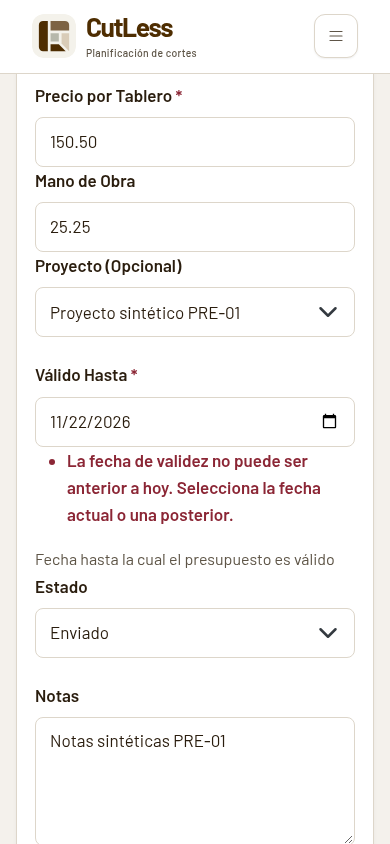 CutLess
Planificación de cortes
Precio por Tablero *
150.50
Mano de Obra
25.25
Proyecto (Opcional)
Proyecto sintético PRE-01
Válido Hasta *
11/22/2026
La fecha de validez no puede ser
anterior a hoy. Selecciona la fecha
actual o una posterior.
Fecha hasta la cual el presupuesto es válido
Estado
Enviado
Notas
Notas sintéticas PRE-01